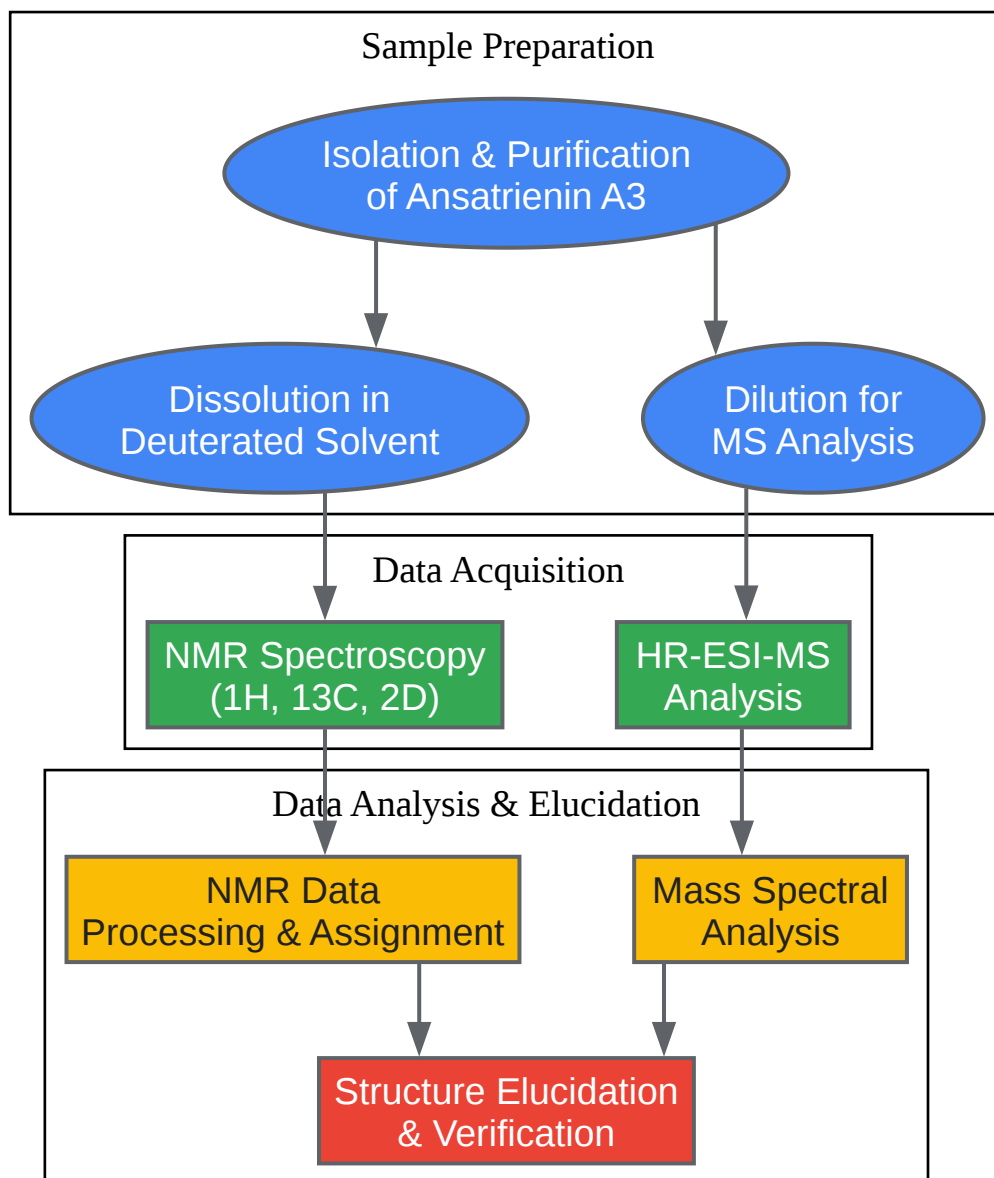 Sample Preparation
Isolation & Purification
of Ansatrienin A3
Dissolution in
Deuterated Solvent
Dilution for
MS Analysis
Data Acquisition
NMR Spectroscopy
(1H, 13C, 2D)
HR-ESI-MS
Analysis
Data Analysis & Elucidation
NMR Data
Processing & Assignment
Mass Spectral
Analysis
Structure Elucidation
& Verification